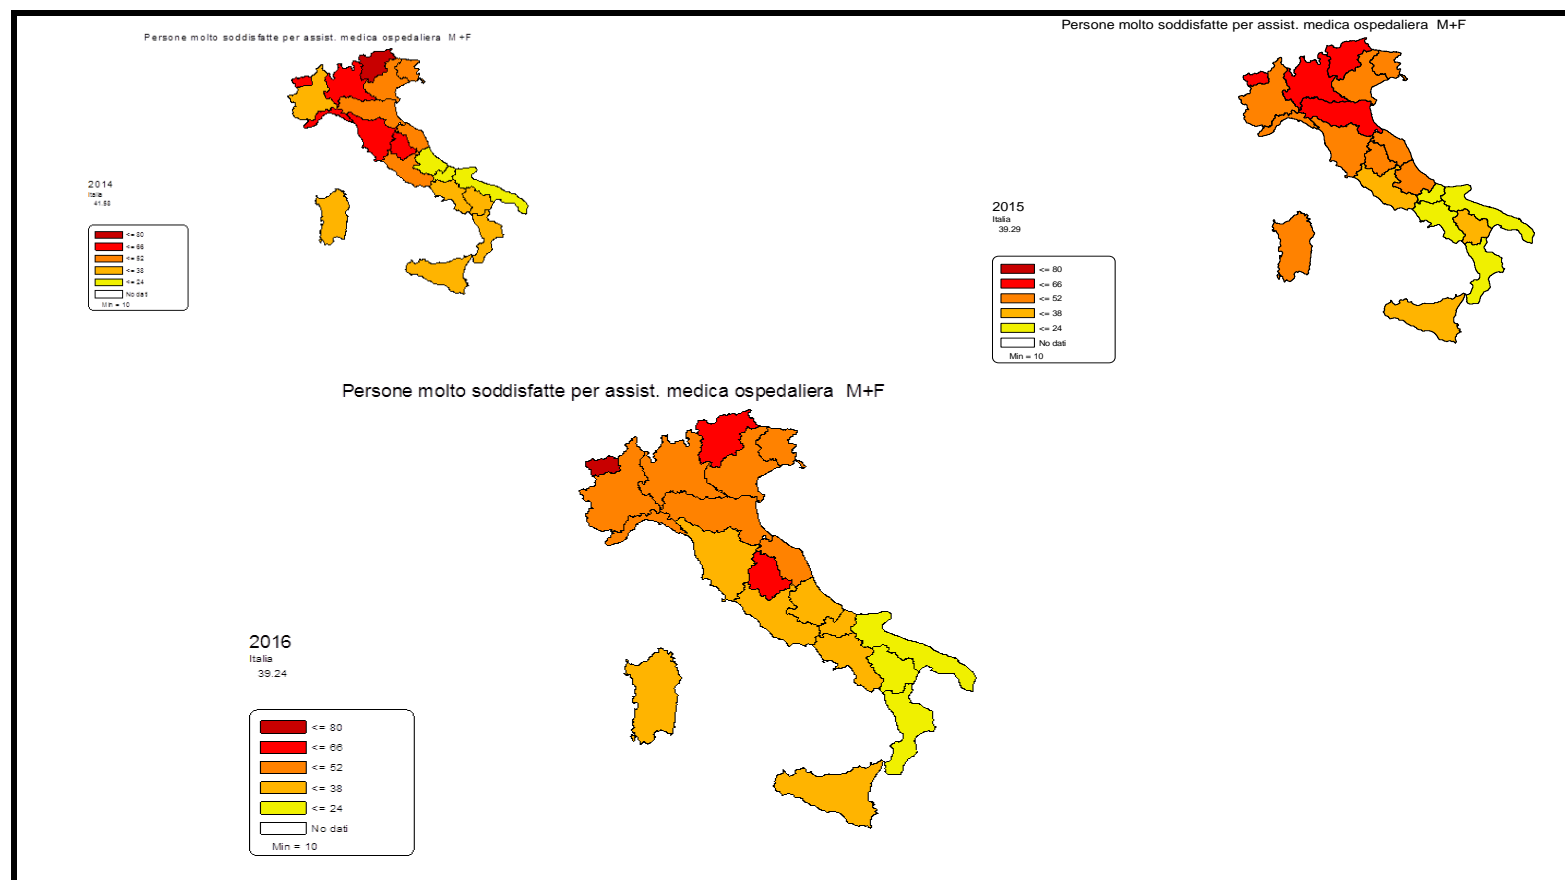 Persone molto soddisfatte per assist. medica ospedaliera M+F
2014
Italia
41.58
<= 80
<= 66
<= 52
<= 38
<= 24
No dati
Min = 10
Persone molto soddisfatte per assist. medica ospedaliera M+F
2015
Italia
39.29
<= 80
<= 66
<= 52
<= 38
<= 24
No dati
Min = 10
Persone molto soddisfatte per assist. medica ospedaliera M+F
2016
Italia
39.24
<= 80
<= 66
<= 52
<= 38
<= 24
No dati
Min = 10